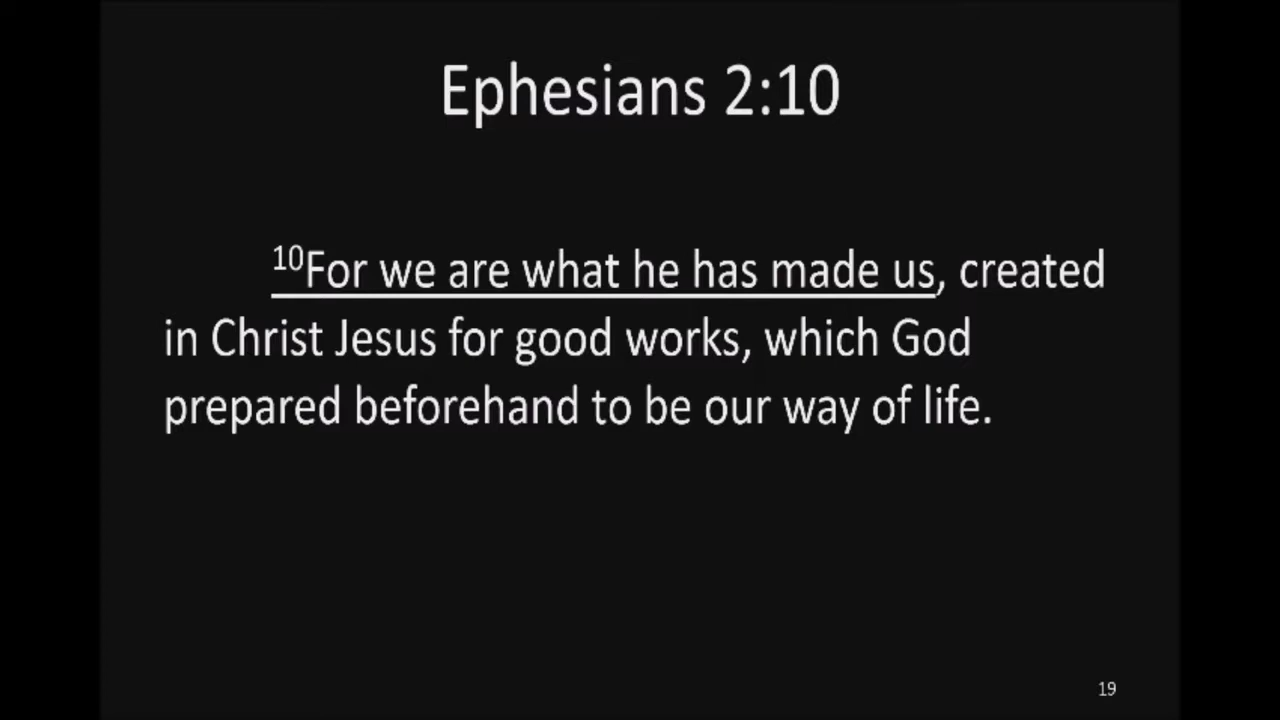 Ephesians 2:10
¹⁰For we are what he has made us, created
in Christ Jesus for good works, which God
prepared beforehand to be our way of life.
19